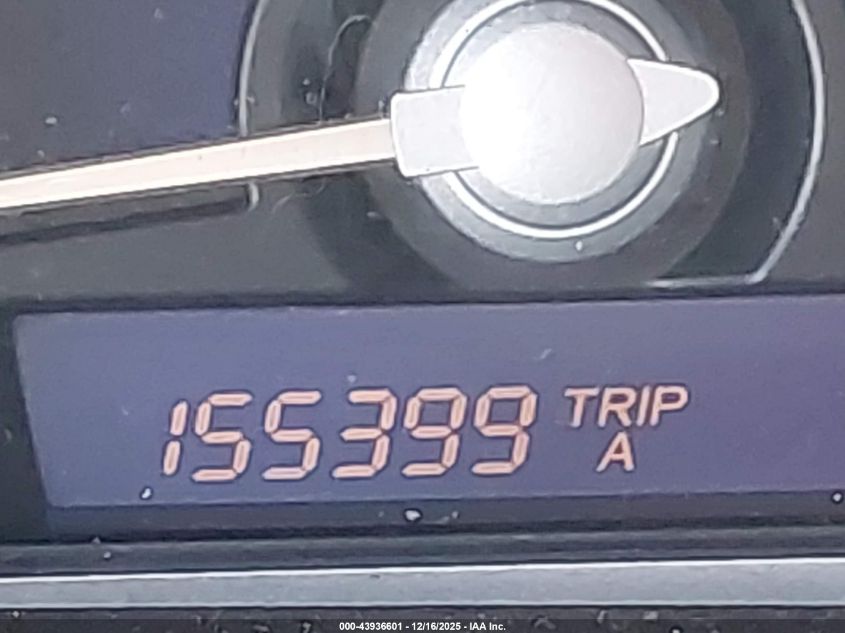 155399 TRIP
A
000-43936601 - 12/16/2025 - IAA Inc.